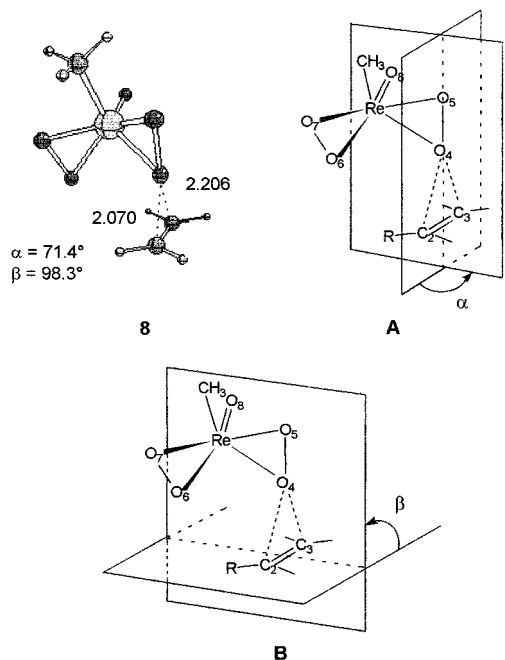 2.206
2.070
α = 71.4°
β = 98.3°
8
CH₃
O₈
Re
O₅
O₇
O₆
O₄
C₃
R
C₂
α
A
CH₃
O₈
Re
O₅
O₇
O₆
O₄
β
C₃
R
C₂
B